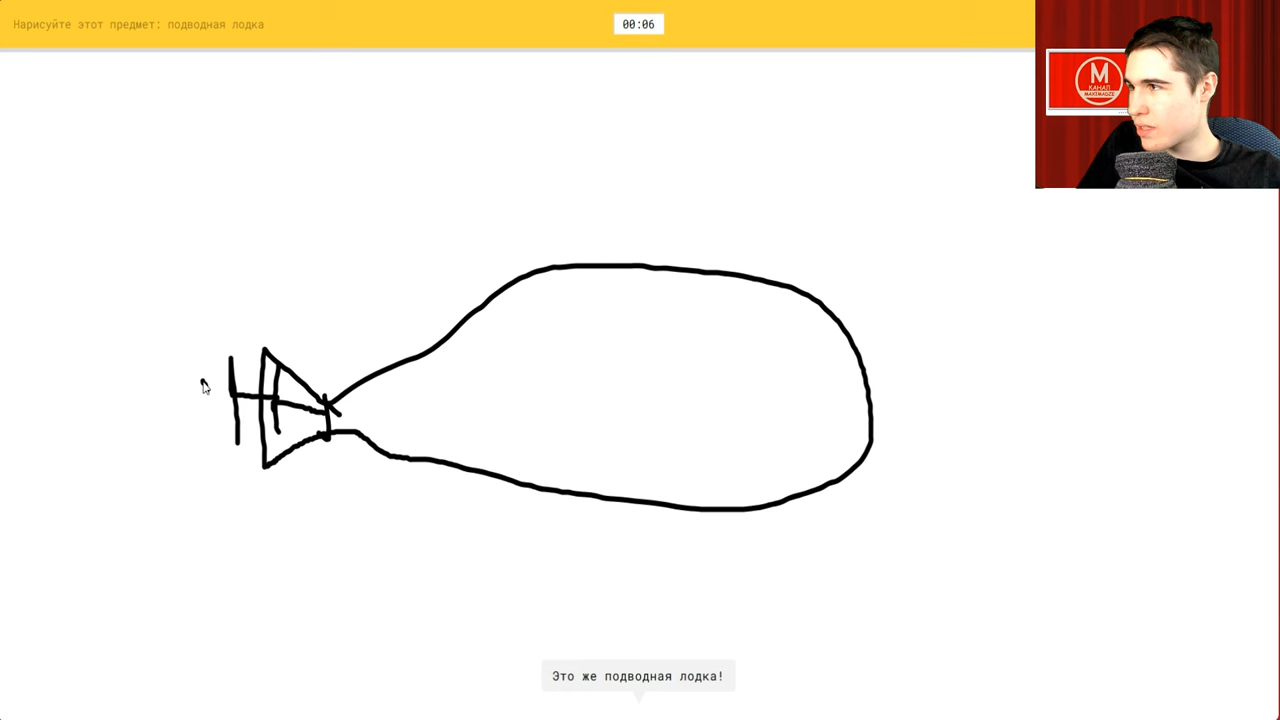 Нарисуйте этот предмет: подводная лодка
00:06
М
КАНАЛ
MAXIMADZE
Это же подводная лодка!